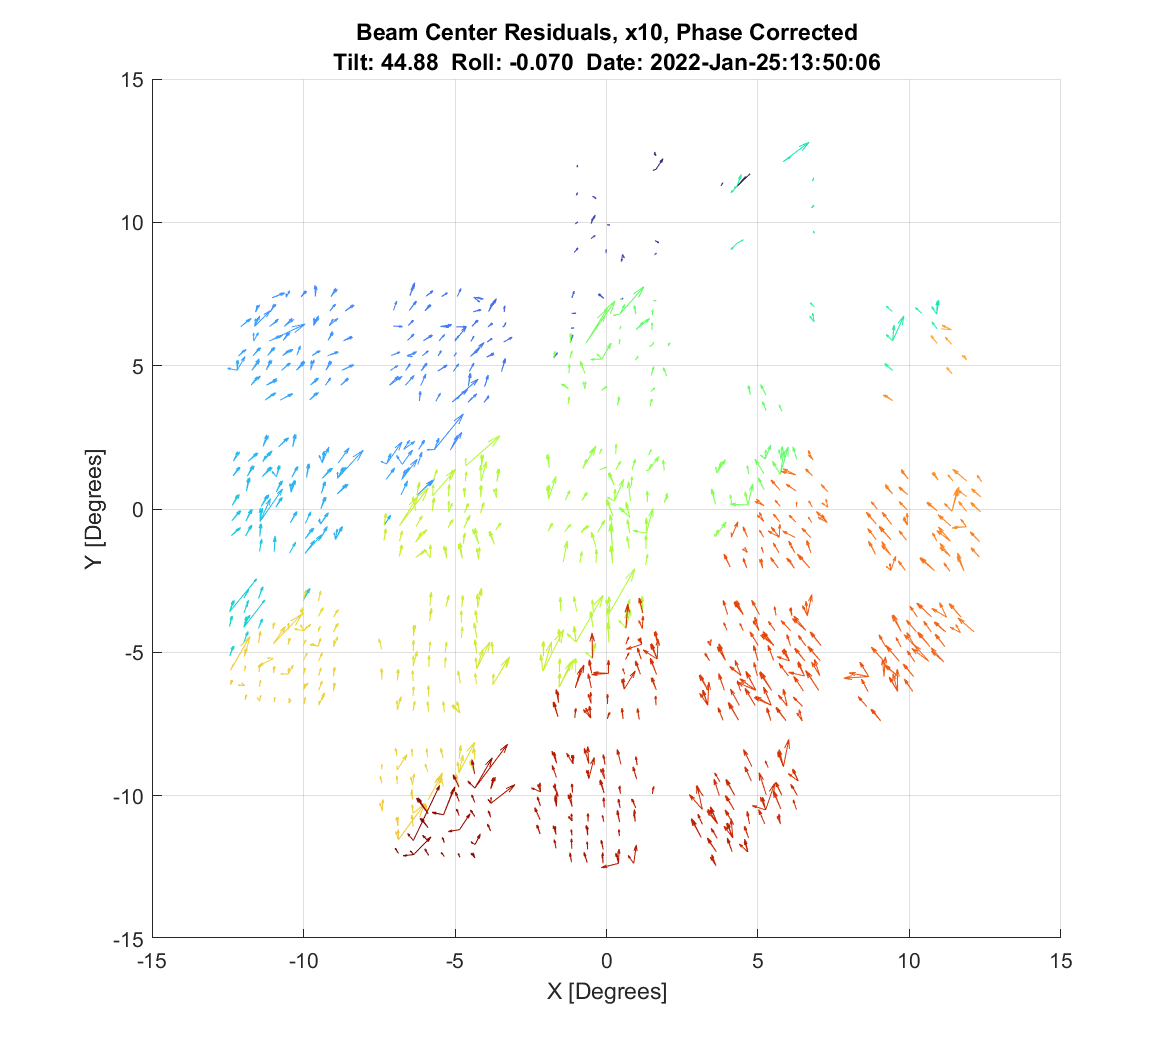 Beam Center Residuals, x10, Phase Corrected
Tilt: 44.88 Roll: -0.070 Date: 2022-Jan-25:13:50:06
15
10
5
0
-5
-10
-15
Y [Degrees]
-15 -10 -5 0 5 10 15
X [Degrees]